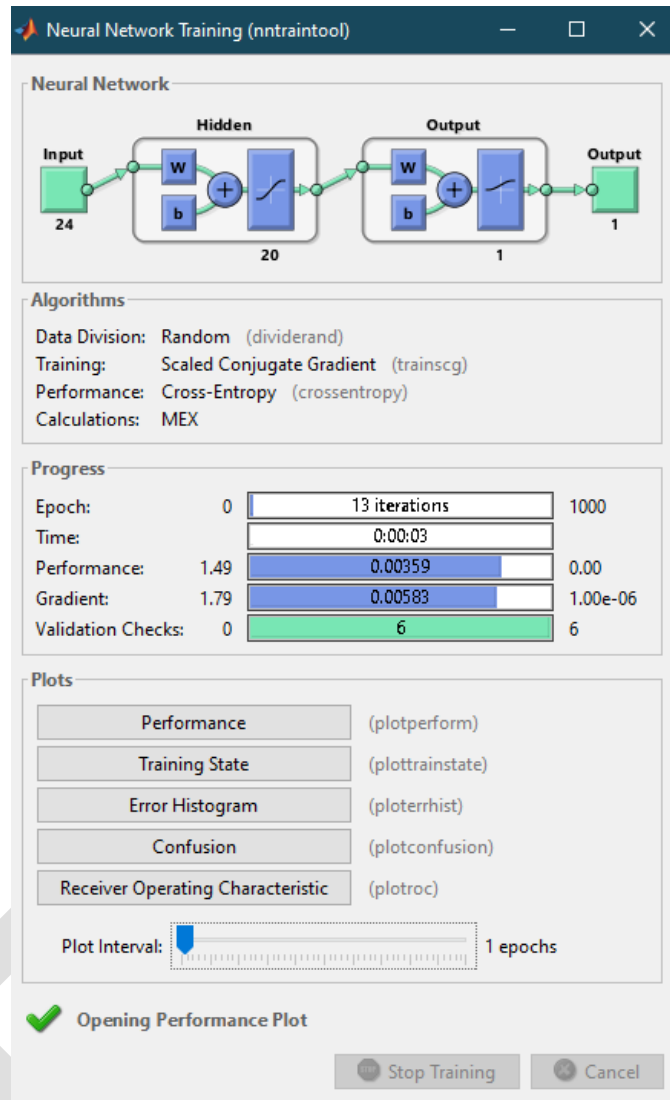 Neural Network Training (nntraintool)
Neural Network
Hidden
Output
Input
Output
W
W
+
+
b
b
24
20
1
1
Algorithms
Data Division: Random (dividerand)
Training: Scaled Conjugate Gradient (trainscg)
Performance: Cross-Entropy (crossentropy)
Calculations: MEX
Progress
Epoch: 0 13 iterations 1000
Time: 0:00:03
Performance: 1.49 0.00359 0.00
Gradient: 1.79 0.00583 1.00e-06
Validation Checks: 0 6 6
Plots
Performance (plotperform)
Training State (plottrainstate)
Error Histogram (ploterrhist)
Confusion (plotconfusion)
Receiver Operating Characteristic (plotroc)
Plot Interval: 1 epochs
Opening Performance Plot
STOP Stop Training Cancel